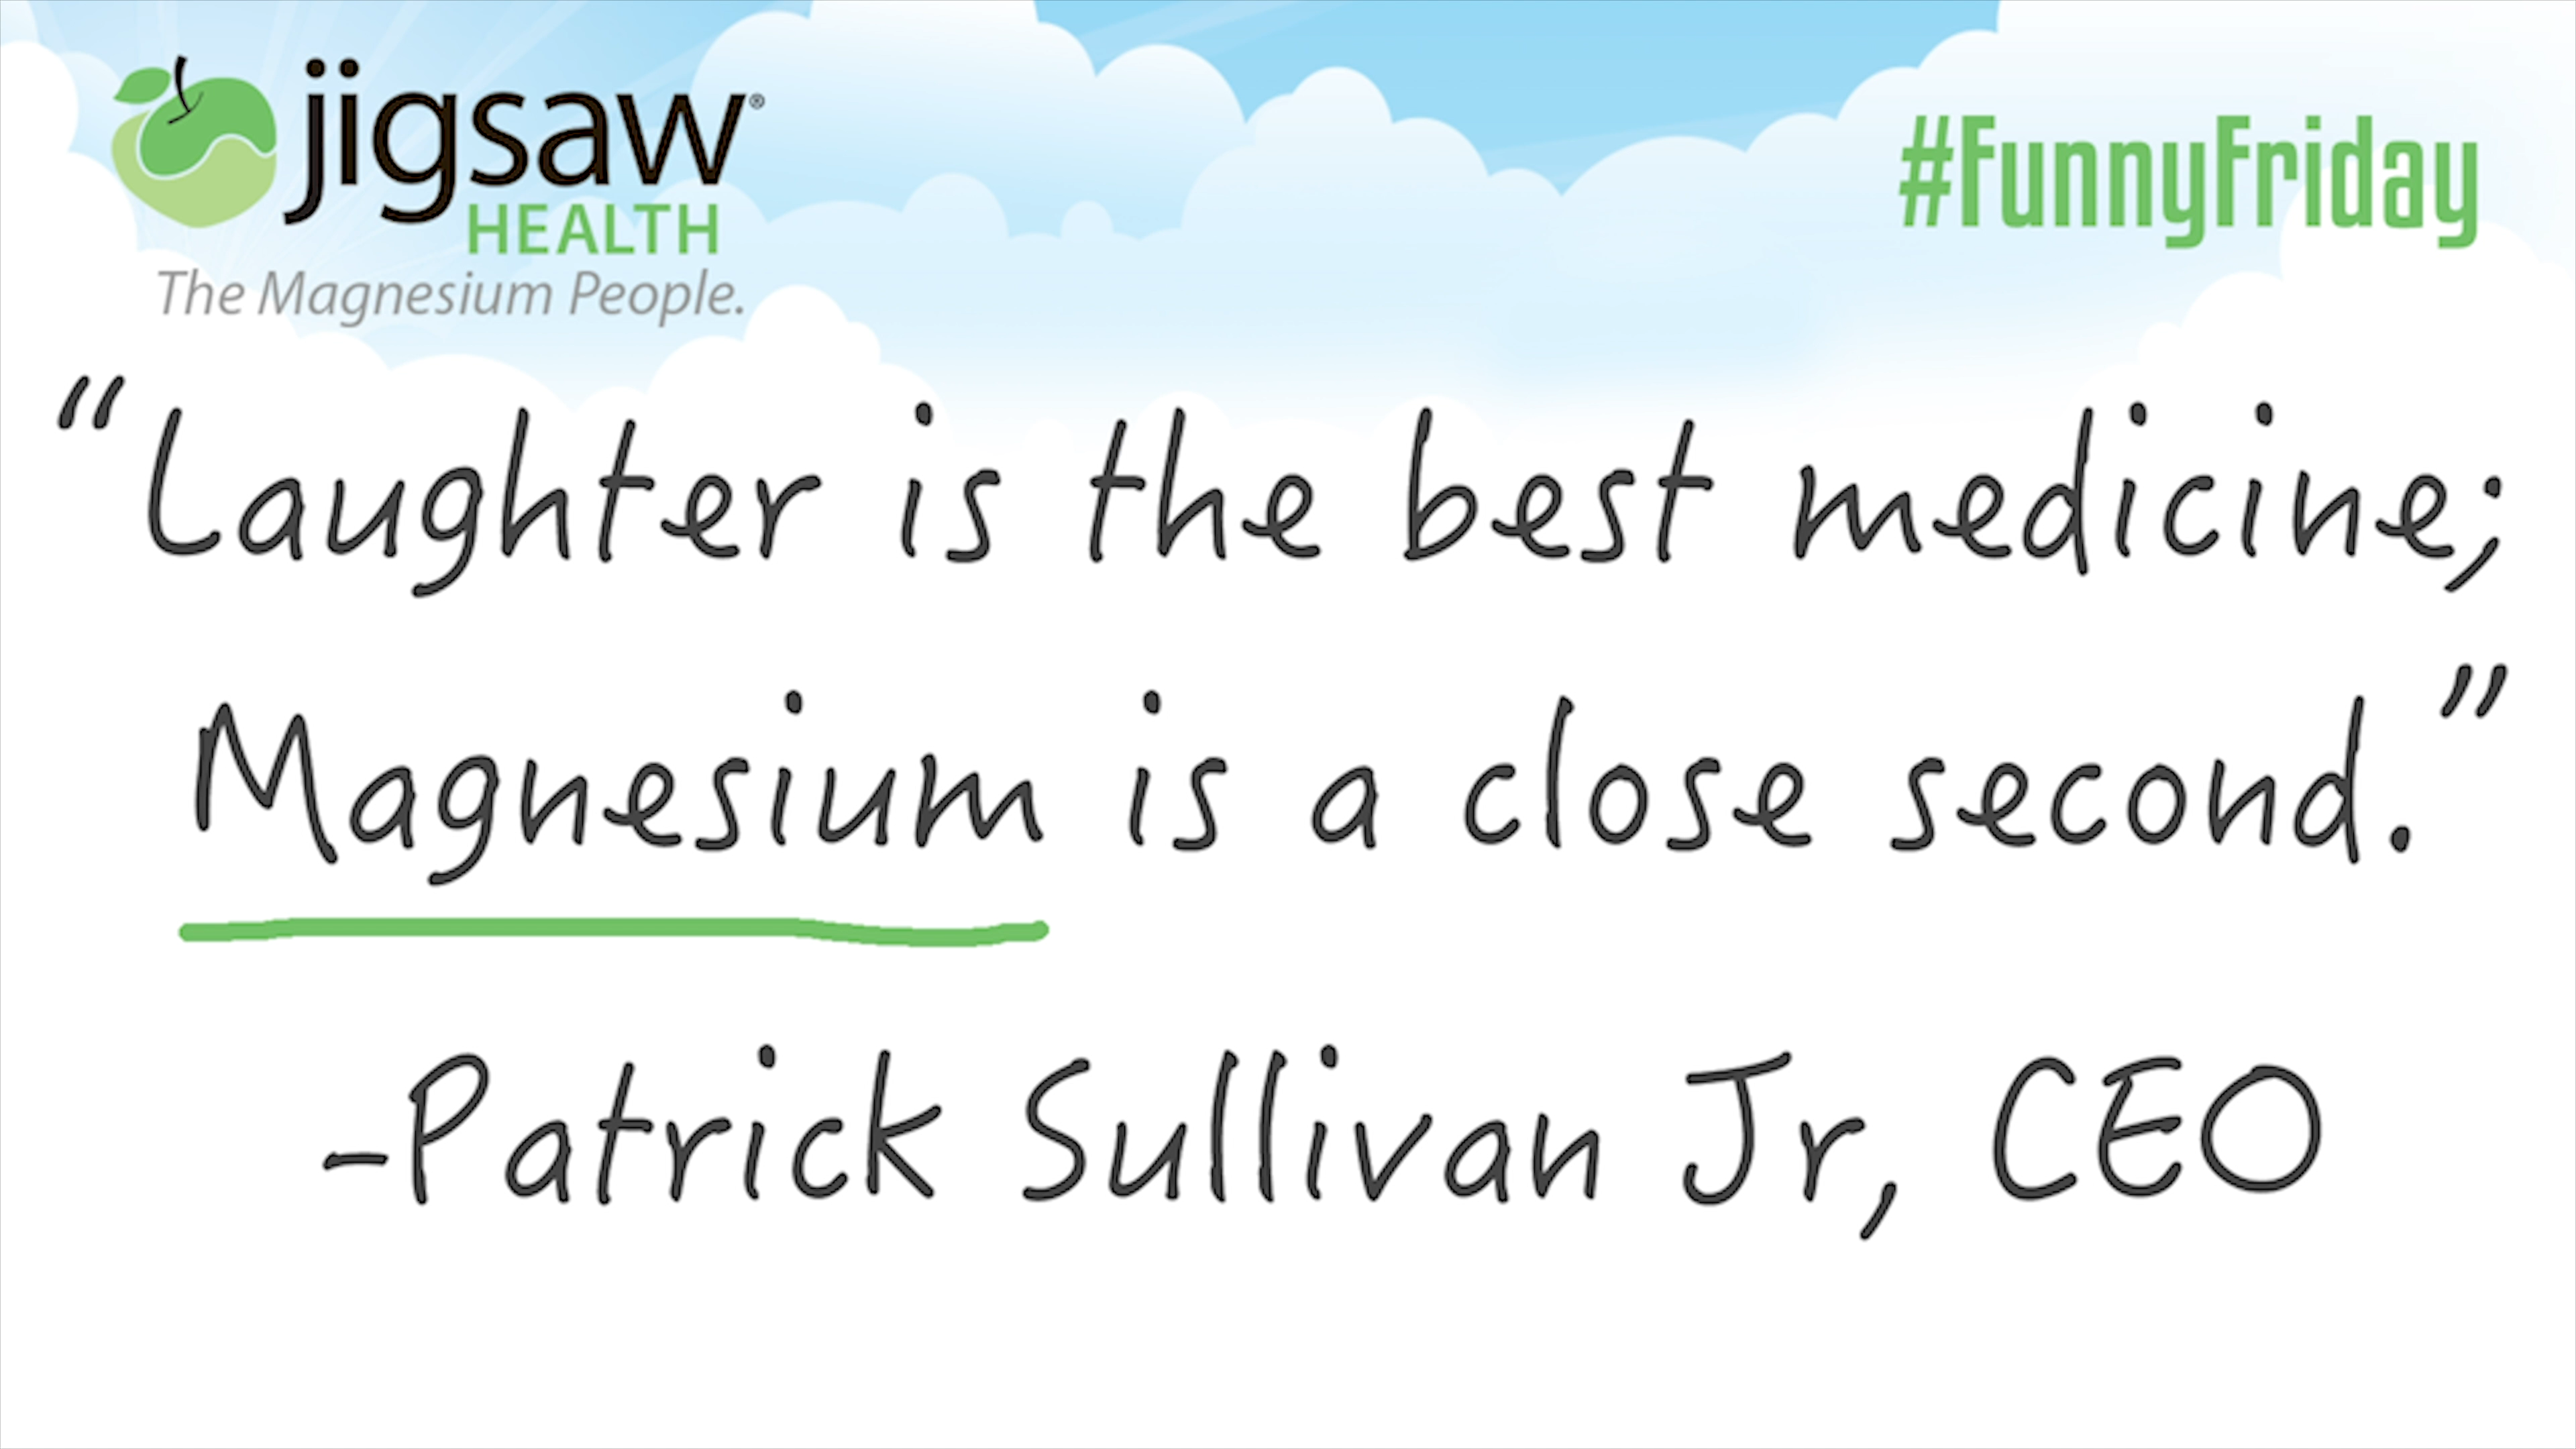 jigsaw®
HEALTH
The Magnesium People.
#FunnyFriday
“Laughter is the best medicine;
Magnesium is a close second.”
-Patrick Sullivan Jr, CEO